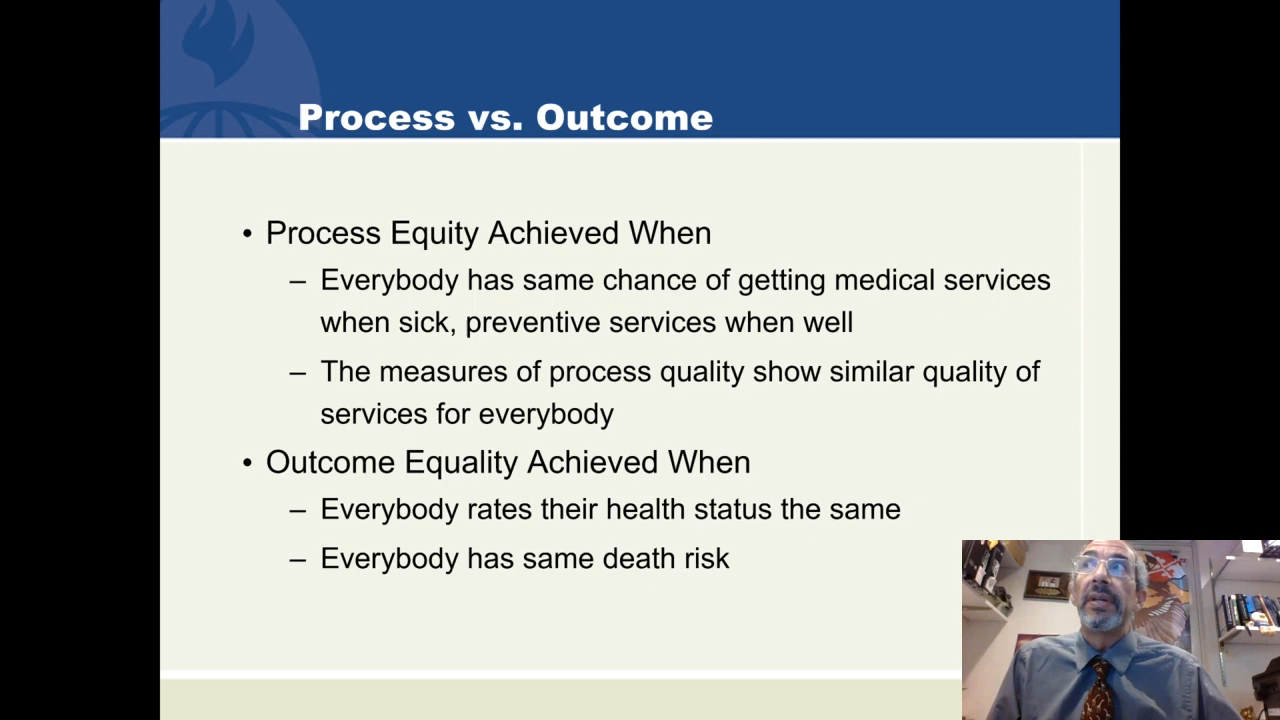 Process vs. Outcome
• Process Equity Achieved When
– Everybody has same chance of getting medical services
when sick, preventive services when well
– The measures of process quality show similar quality of
services for everybody
• Outcome Equality Achieved When
– Everybody rates their health status the same
– Everybody has same death risk